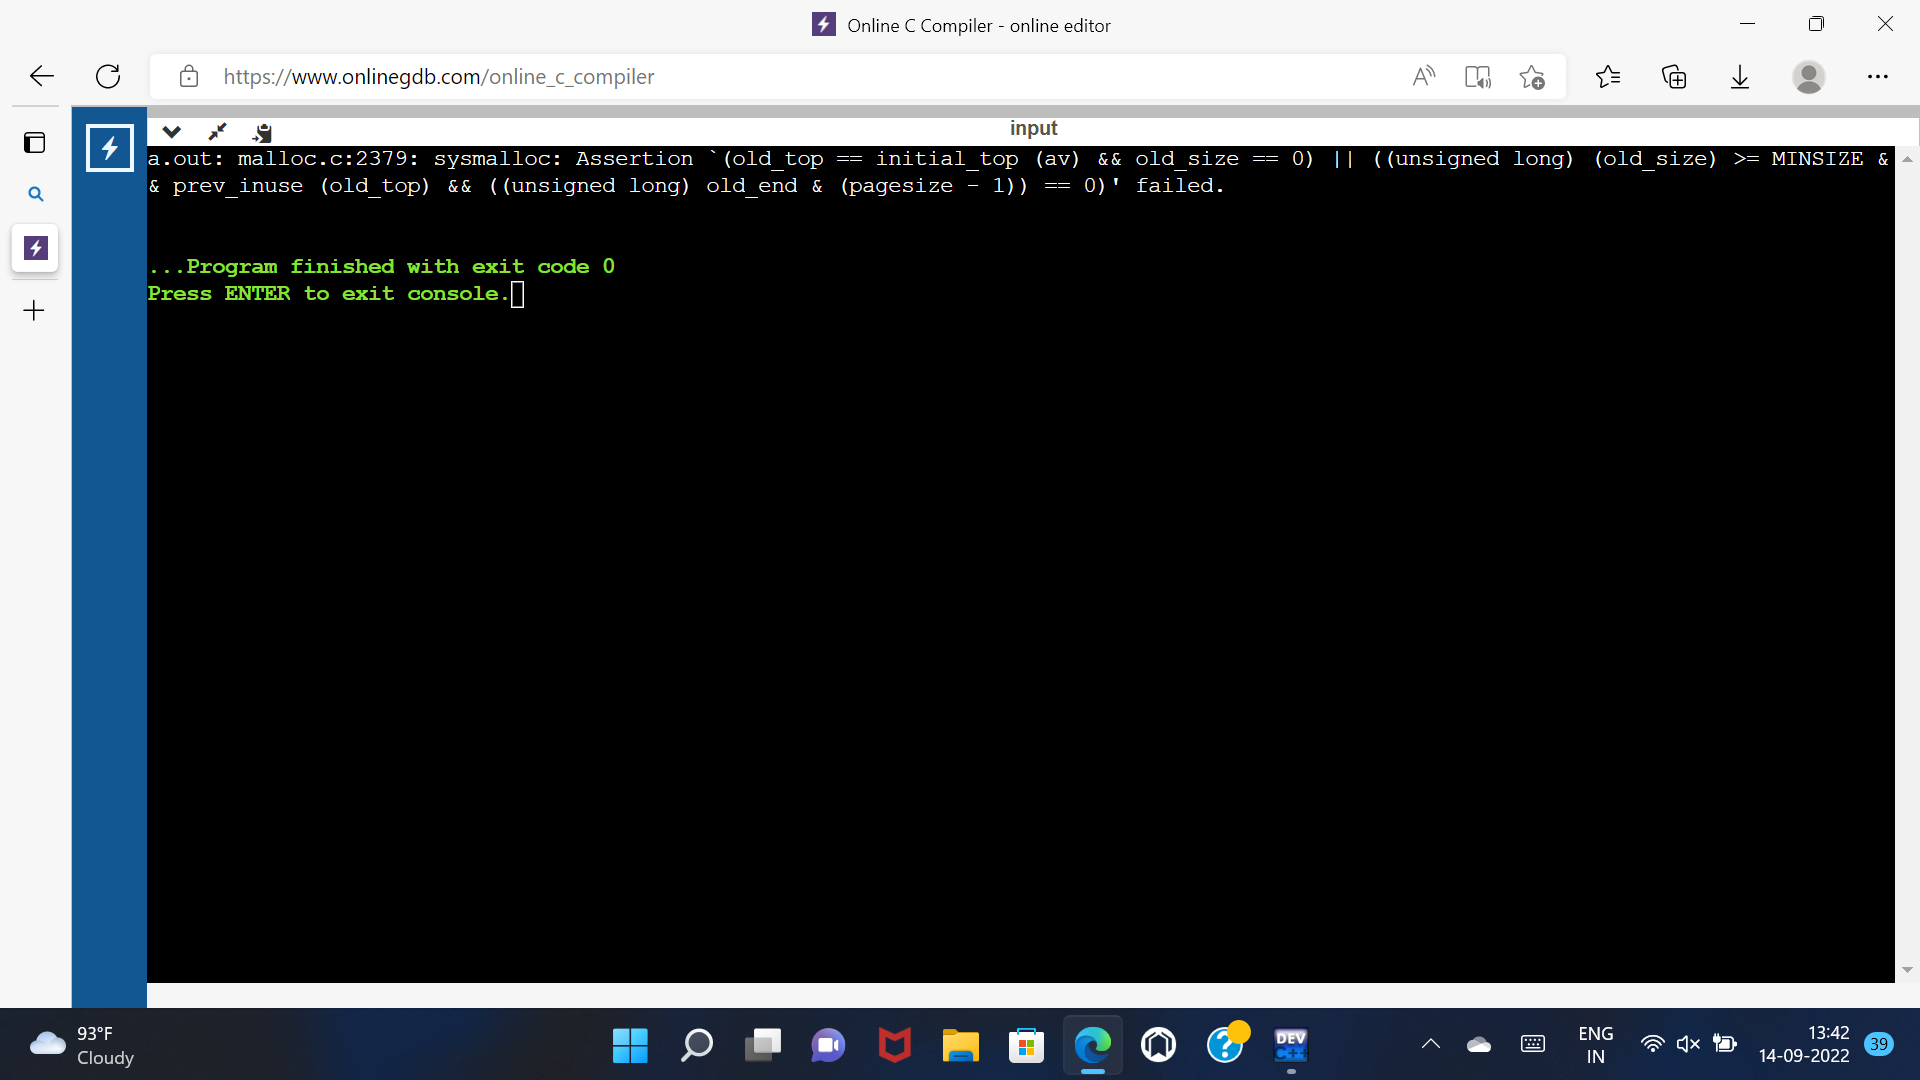 Online C Compiler - online editor
https://www.onlinegdb.com/online_c_compiler
input
a.out: malloc.c:2379: sysmalloc: Assertion `(old_top == initial_top (av) && old_size == 0) || ((unsigned long) (old_size) >= MINSIZE &
& prev_inuse (old_top) && ((unsigned long) old_end & (pagesize - 1)) == 0)' failed.
...Program finished with exit code 0
Press ENTER to exit console.
93°F
Cloudy
DEV
C++
ENG
IN
13:42
14-09-2022
39